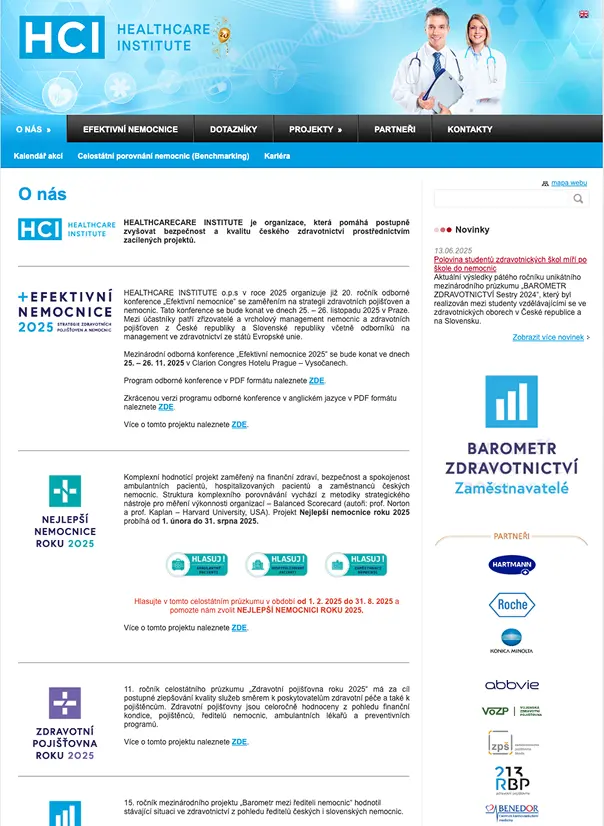 HCI HEALTHCARE
INSTITUTE
O NÁS »
EFEKTIVNÍ NEMOCNICE
DOTAZNÍKY
PROJEKTY »
PARTNEŘI
KONTAKTY
Kalendář akcí
Celostátní porovnání nemocnic (Benchmarking)
Kariéra
O nás
HCI HEALTHCARE
INSTITUTE
HEALTHCARECARE INSTITUTE je organizace, která pomáhá postupně
zvyšovat bezpečnost a kvalitu českého zdravotnictví prostřednictvím
zacílených projektů.
+EFEKTIVNÍ
NEMOCNICE
2025 STRATEGIE ZDRAVOTNÍCH
POJIŠŤOVEN A NEMOCNIC
HEALTHCARE INSTITUTE o.p.s v roce 2025 organizuje již 20. ročník odborné
konference „Efektivní nemocnice" se zaměřením na strategii zdravotních pojišťoven a
nemocnic. Tato konference se bude konat ve dnech 25. – 26. listopadu 2025 v Praze.
Mezi účastníky patří zřizovatelé a vrcholový management nemocnic a zdravotních
pojišťoven z České republiky a Slovenské republiky včetně odborníků na
management ve zdravotnictví ze států Evropské unie.
Mezinárodní odborná konference „Efektivní nemocnice 2025" se bude konat ve dnech
25. – 26. 11. 2025 v Clarion Congres Hotelu Prague – Vysočanech.
Program odborné konference v PDF formátu naleznete ZDE.
Zkrácenou verzi programu odborné konference v anglickém jazyce v PDF formátu
naleznete ZDE.
Více o tomto projektu naleznete ZDE.
NEJLEPŠÍ
NEMOCNICE
ROKU 2025
Komplexní hodnotící projekt zaměřený na finanční zdraví, bezpečnost a spokojenost
ambulantních pacientů, hospitalizovaných pacientů a zaměstnanců českých
nemocnic. Struktura komplexního porovnávání vychází z metodiky strategického
nástroje pro měření výkonnosti organizací – Balanced Scorecard (autoři: prof. Norton
a prof. Kaplan – Harvard University, USA). Projekt Nejlepší nemocnice roku 2025
probíhá od 1. února do 31. srpna 2025.
HLASUJ!
HLASUJ!
HLASUJ!
Hlasujte v tomto celostátním průzkumu v období od 1. 2. 2025 do 31. 8. 2025 a
pomozte nám zvolit NEJLEPŠÍ NEMOCNICI ROKU 2025.
Více o tomto projektu naleznete ZDE.
ZDRAVOTNÍ
POJIŠŤOVNA
ROKU 2025
11. ročník celostátního průzkumu „Zdravotní pojišťovna roku 2025" má za cíl
postupné zlepšování kvality služeb směrem k poskytovatelům zdravotní péče a také k
pojištěncům. Zdravotní pojišťovny jsou celoročně hodnoceny z pohledu finanční
kondice, pojištěnců, ředitelů nemocnic, ambulantních lékařů a preventivních
programů.
Více o tomto projektu naleznete ZDE.
15. ročník mezinárodního projektu „Barometr mezi řediteli nemocnic" hodnotil
stávající situaci ve zdravotnictví z pohledu ředitelů českých i slovenských nemocnic.
mapa webu
Novinky
13.06.2025
Polovina studentů zdravotnických škol míří po
škole do nemocnic
Aktuální výsledky pátého ročníku unikátního
mezinárodního průzkumu „BAROMETR
ZDRAVOTNICTVÍ Sestry 2024", který byl
realizován mezi studenty vzdělávajícími se ve
zdravotnických oborech v České republice a
na Slovensku.
Zobrazit více novinek
BAROMETR
ZDRAVOTNICTVÍ
Zaměstnavatelé
PARTNEŘI
HARTMANN
Roche
KONICA MINOLTA
abbvie
VoZP
zpš
213
RBP
BENEDOR